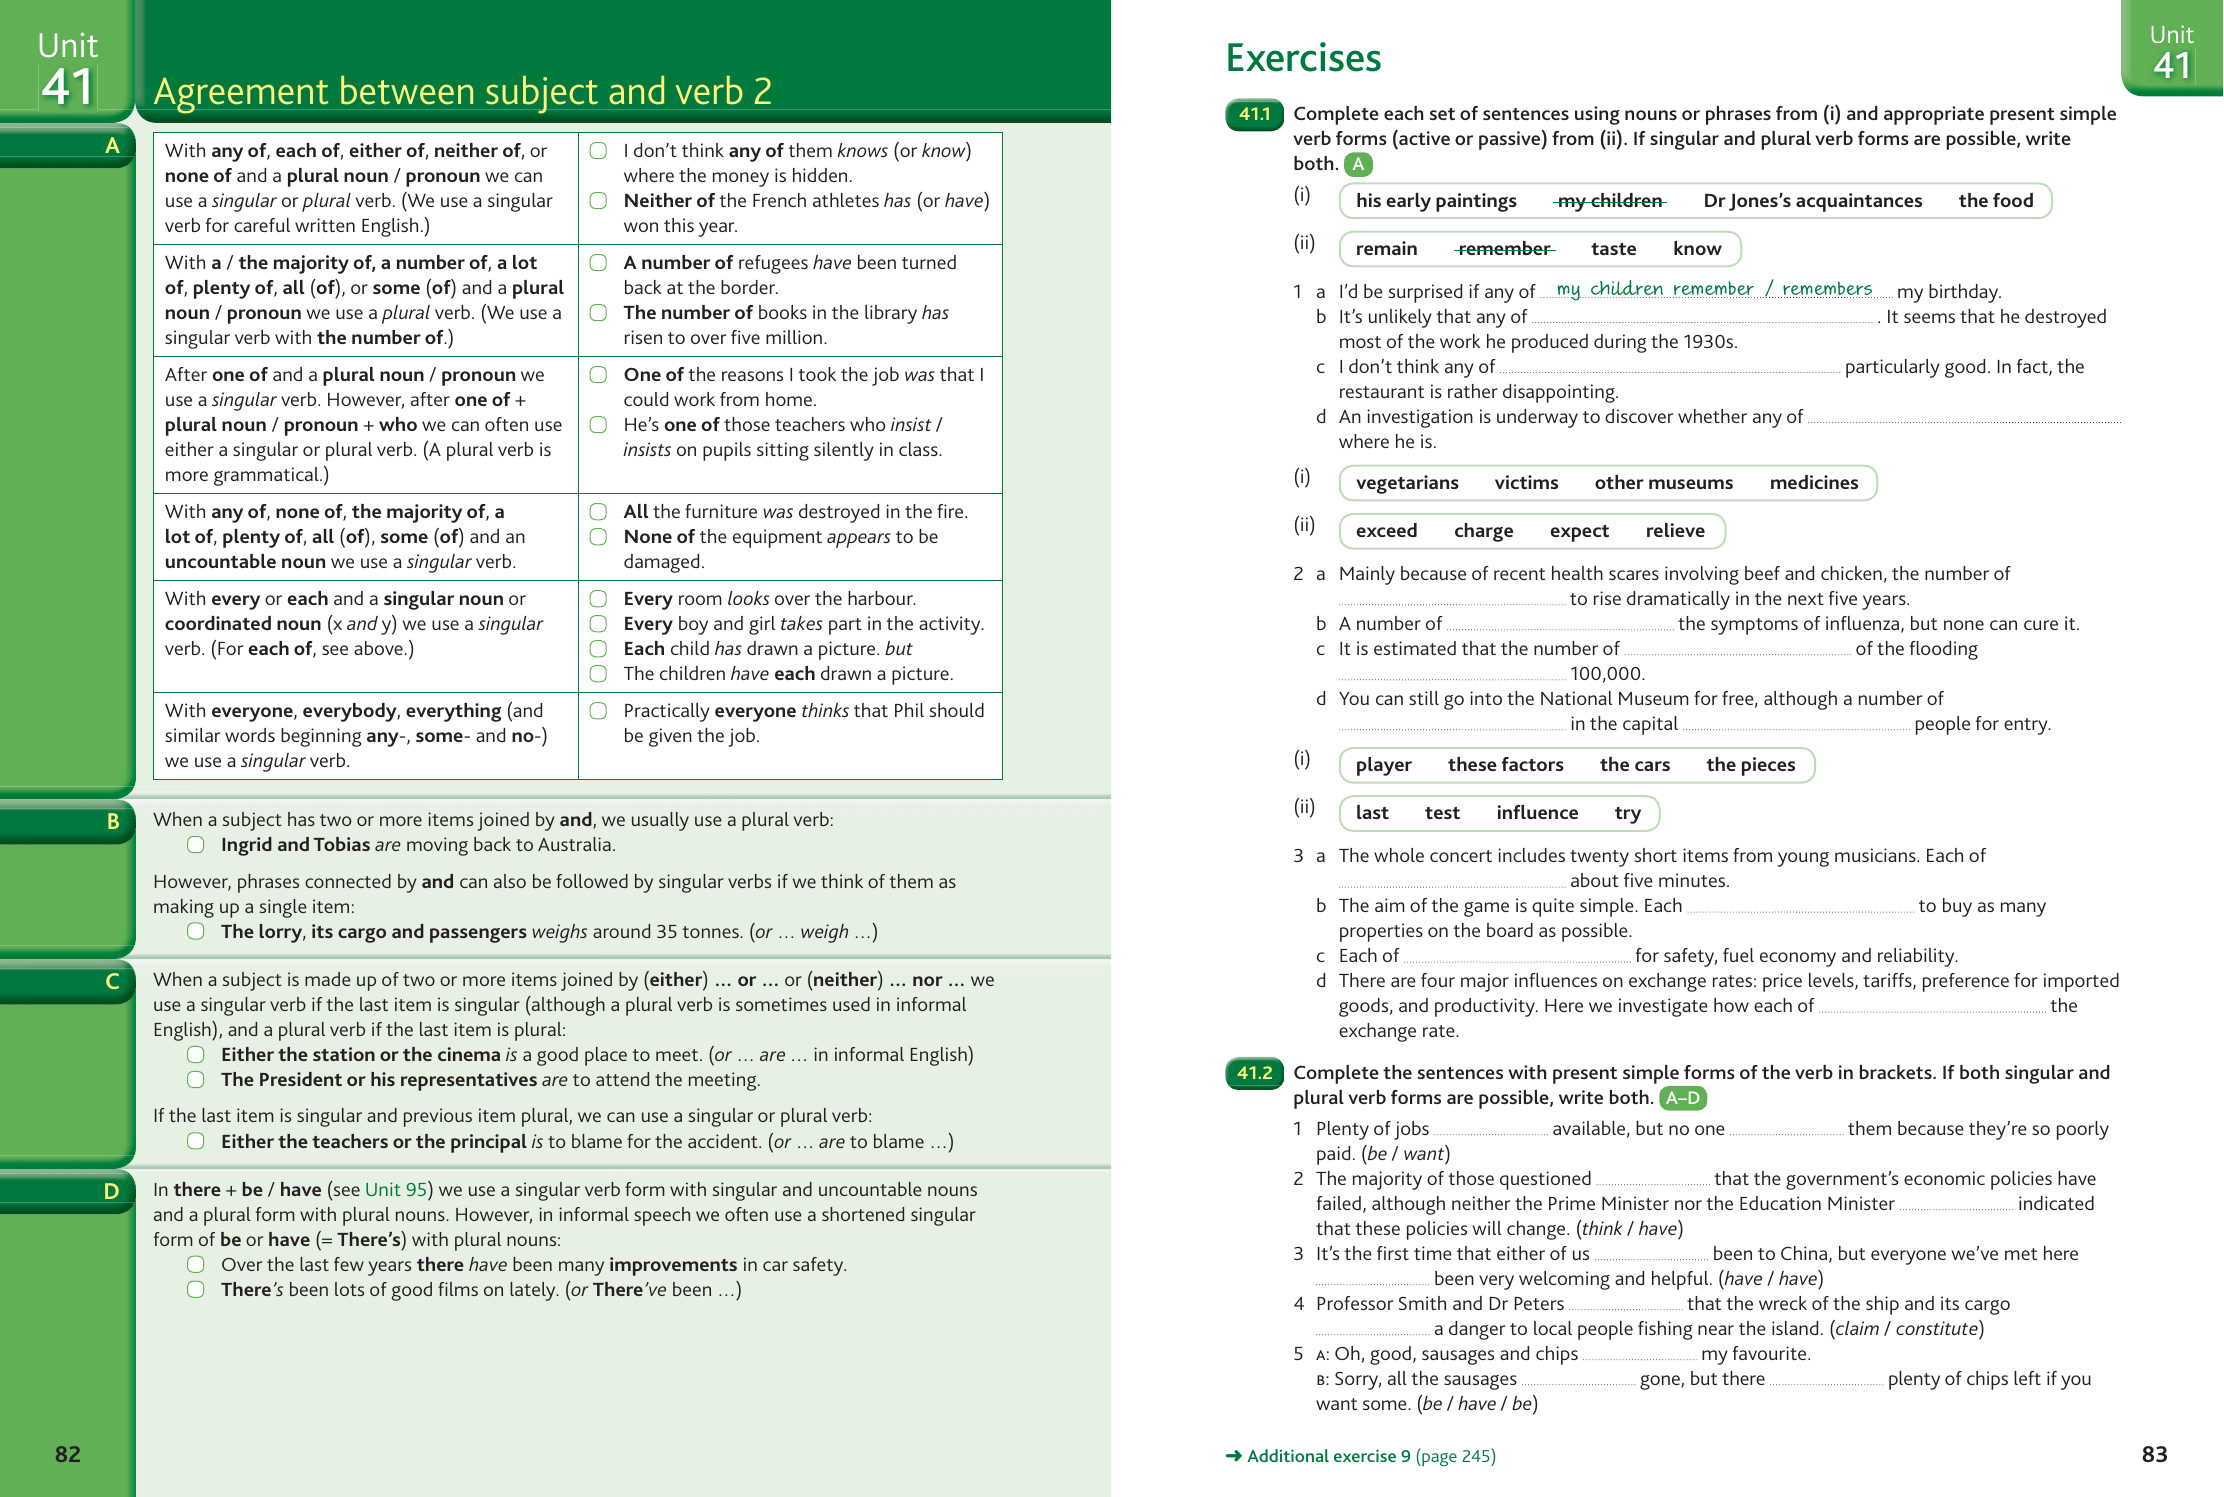 Unit
41
Agreement between subject and verb 2
A
With any of, each of, either of, neither of, or
none of and a plural noun / pronoun we can
use a singular or plural verb. (We use a singular
verb for careful written English.)
I don't think any of them knows (or know)
where the money is hidden.
Neither of the French athletes has (or have)
won this year.
With a / the majority of, a number of, a lot
of, plenty of, all (of), or some (of) and a plural
noun / pronoun we use a plural verb. (We use a
singular verb with the number of.)
A number of refugees have been turned
back at the border.
The number of books in the library has
risen to over five million.
After one of and a plural noun / pronoun we
use a singular verb. However, after one of +
plural noun / pronoun + who we can often use
either a singular or plural verb. (A plural verb is
more grammatical.)
One of the reasons I took the job was that I
could work from home.
He's one of those teachers who insist /
insists on pupils sitting silently in class.
With any of, none of, the majority of, a
lot of, plenty of, all (of), some (of) and an
uncountable noun we use a singular verb.
All the furniture was destroyed in the fire.
None of the equipment appears to be
damaged.
With every or each and a singular noun or
coordinated noun (x and y) we use a singular
verb. (For each of, see above.)
Every room looks over the harbour.
Every boy and girl takes part in the activity.
Each child has drawn a picture. but
The children have each drawn a picture.
With everyone, everybody, everything (and
similar words beginning any-, some- and no-)
we use a singular verb.
Practically everyone thinks that Phil should
be given the job.
B
When a subject has two or more items joined by and, we usually use a plural verb:
Ingrid and Tobias are moving back to Australia.
However, phrases connected by and can also be followed by singular verbs if we think of them as
making up a single item:
The lorry, its cargo and passengers weighs around 35 tonnes. (or … weigh …)
C
When a subject is made up of two or more items joined by (either) … or … or (neither) … nor … we
use a singular verb if the last item is singular (although a plural verb is sometimes used in informal
English), and a plural verb if the last item is plural:
Either the station or the cinema is a good place to meet. (or … are … in informal English)
The President or his representatives are to attend the meeting.
If the last item is singular and previous item plural, we can use a singular or plural verb:
Either the teachers or the principal is to blame for the accident. (or … are to blame …)
D
In there + be / have (see Unit 95) we use a singular verb form with singular and uncountable nouns
and a plural form with plural nouns. However, in informal speech we often use a shortened singular
form of be or have (= There's) with plural nouns:
Over the last few years there have been many improvements in car safety.
There's been lots of good films on lately. (or There've been …)
82
Exercises
Unit
41
41.1 Complete each set of sentences using nouns or phrases from (i) and appropriate present simple
verb forms (active or passive) from (ii). If singular and plural verb forms are possible, write
both. A
(i) his early paintings my children Dr Jones's acquaintances the food
(ii) remain remember taste know
1 a I'd be surprised if any of my children remember / remembers my birthday.
b It's unlikely that any of . It seems that he destroyed
most of the work he produced during the 1930s.
c I don't think any of particularly good. In fact, the
restaurant is rather disappointing.
d An investigation is underway to discover whether any of
where he is.
(i) vegetarians victims other museums medicines
(ii) exceed charge expect relieve
2 a Mainly because of recent health scares involving beef and chicken, the number of
to rise dramatically in the next five years.
b A number of the symptoms of influenza, but none can cure it.
c It is estimated that the number of of the flooding
100,000.
d You can still go into the National Museum for free, although a number of
in the capital people for entry.
(i) player these factors the cars the pieces
(ii) last test influence try
3 a The whole concert includes twenty short items from young musicians. Each of
about five minutes.
b The aim of the game is quite simple. Each to buy as many
properties on the board as possible.
c Each of for safety, fuel economy and reliability.
d There are four major influences on exchange rates: price levels, tariffs, preference for imported
goods, and productivity. Here we investigate how each of the
exchange rate.
41.2 Complete the sentences with present simple forms of the verb in brackets. If both singular and
plural verb forms are possible, write both. A–D
1 Plenty of jobs available, but no one them because they're so poorly
paid. (be / want)
2 The majority of those questioned that the government's economic policies have
failed, although neither the Prime Minister nor the Education Minister indicated
that these policies will change. (think / have)
3 It's the first time that either of us been to China, but everyone we've met here
been very welcoming and helpful. (have / have)
4 Professor Smith and Dr Peters that the wreck of the ship and its cargo
a danger to local people fishing near the island. (claim / constitute)
5 A: Oh, good, sausages and chips my favourite.
B: Sorry, all the sausages gone, but there plenty of chips left if you
want some. (be / have / be)
➜ Additional exercise 9 (page 245)
83